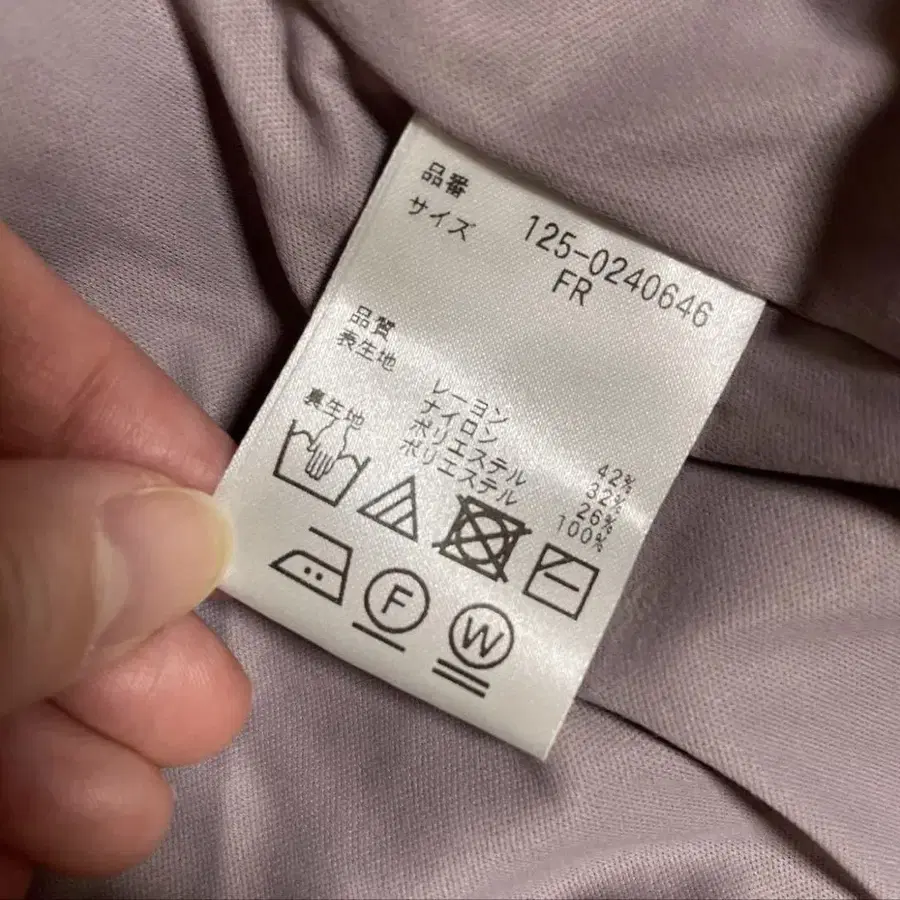 品番 125-0240646
サイズ FR
品質
表生地 レーヨン 42%
ナイロン 32%
ポリエステル 26%
裏生地 ポリエステル 100%
F W